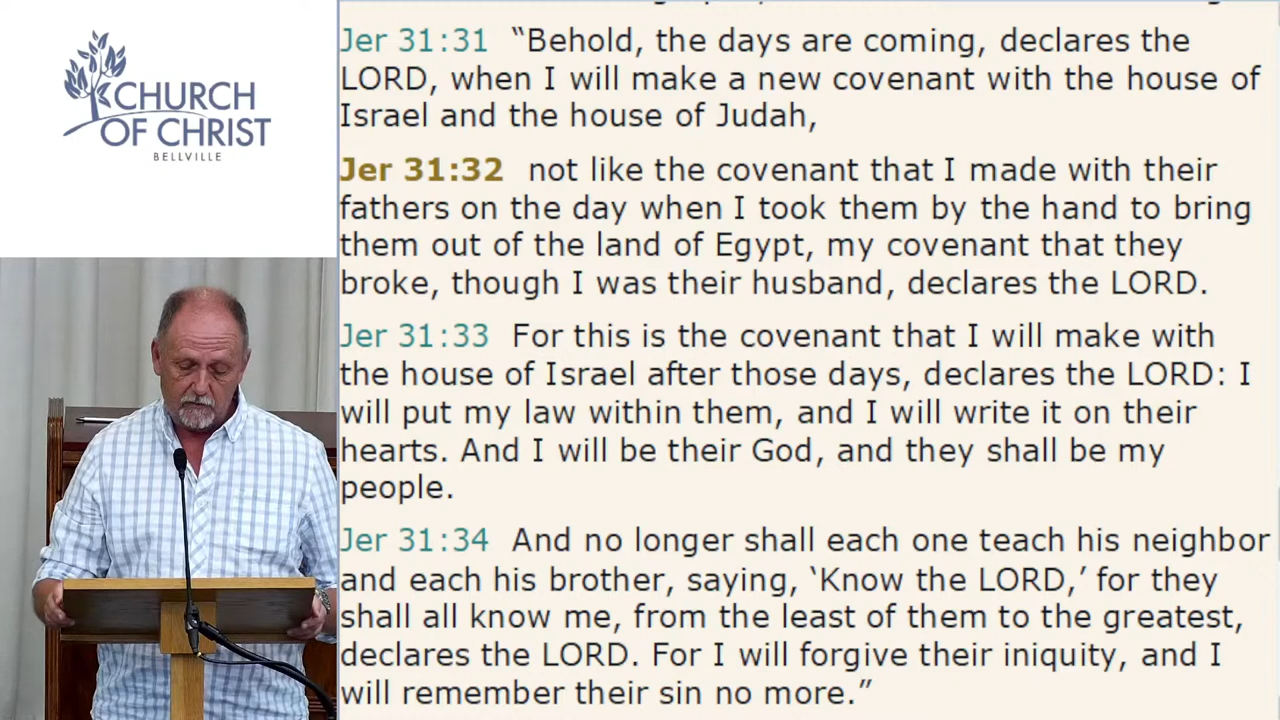 CHURCH
OF CHRIST
BELLVILLE
Jer 31:31 “Behold, the days are coming, declares the
LORD, when I will make a new covenant with the house of
Israel and the house of Judah,
Jer 31:32 not like the covenant that I made with their
fathers on the day when I took them by the hand to bring
them out of the land of Egypt, my covenant that they
broke, though I was their husband, declares the LORD.
Jer 31:33 For this is the covenant that I will make with
the house of Israel after those days, declares the LORD: I
will put my law within them, and I will write it on their
hearts. And I will be their God, and they shall be my
people.
Jer 31:34 And no longer shall each one teach his neighbor
and each his brother, saying, ‘Know the LORD,’ for they
shall all know me, from the least of them to the greatest,
declares the LORD. For I will forgive their iniquity, and I
will remember their sin no more.”